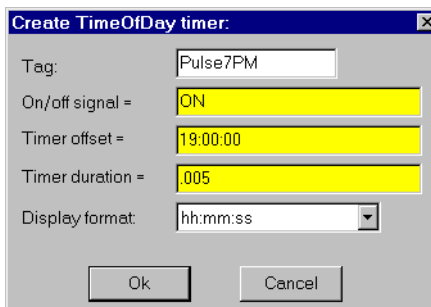 Create TimeOfDay timer:
Tag: Pulse7PM
On/off signal = ON
Timer offset = 19:00:00
Timer duration = .005
Display format: hh:mm:ss
Ok Cancel